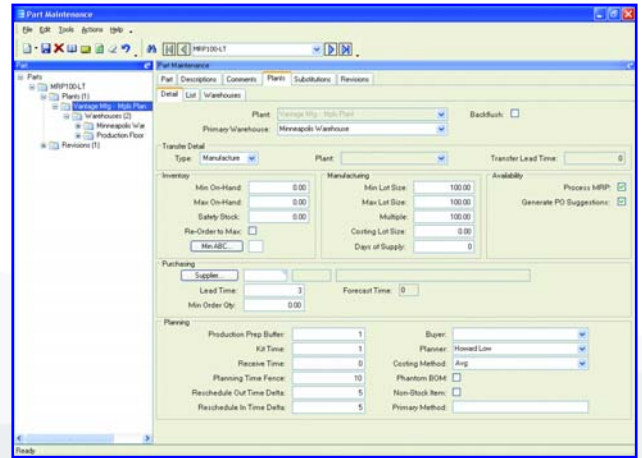 Part Maintenance
File Edit Tools Actions Help
MRP100-LT
Part
Parts
MRP100-LT
Plants (1)
Vantage Mfg - Mpls Plan
Warehouses (2)
Minneapolis War
Production Floor
Revisions (1)
Part Maintenance
Part Descriptions Comments Plants Substitutions Revisions
Detail List Warehouses
Plant: Vantage Mfg - Mpls Plant Backflush:
Primary Warehouse: Minneapolis Warehouse
Transfer Detail
Type: Manufacture Plant: Transfer Lead Time: 0
Inventory Manufacturing Availability
Min On-Hand: 0.00 Min Lot Size: 100.00 Process MRP:
Max On-Hand: 0.00 Max Lot Size: 100.00 Generate PO Suggestions:
Safety Stock: 0.00 Multiple: 100.00
Re-Order to Max: Costing Lot Size: 0.00
Min ABC... Days of Supply: 0
Purchasing
Supplier...
Lead Time: 3 Forecast Time: 0
Min Order Qty: 0.00
Planning
Production Prep Buffer: 1 Buyer:
Kit Time: 1 Planner: Howard Low
Receive Time: 0 Costing Method: Avg
Planning Time Fence: 10 Phantom BOM:
Reschedule Out Time Delta: 5 Non-Stock Item:
Reschedule In Time Delta: 5 Primary Method:
Ready